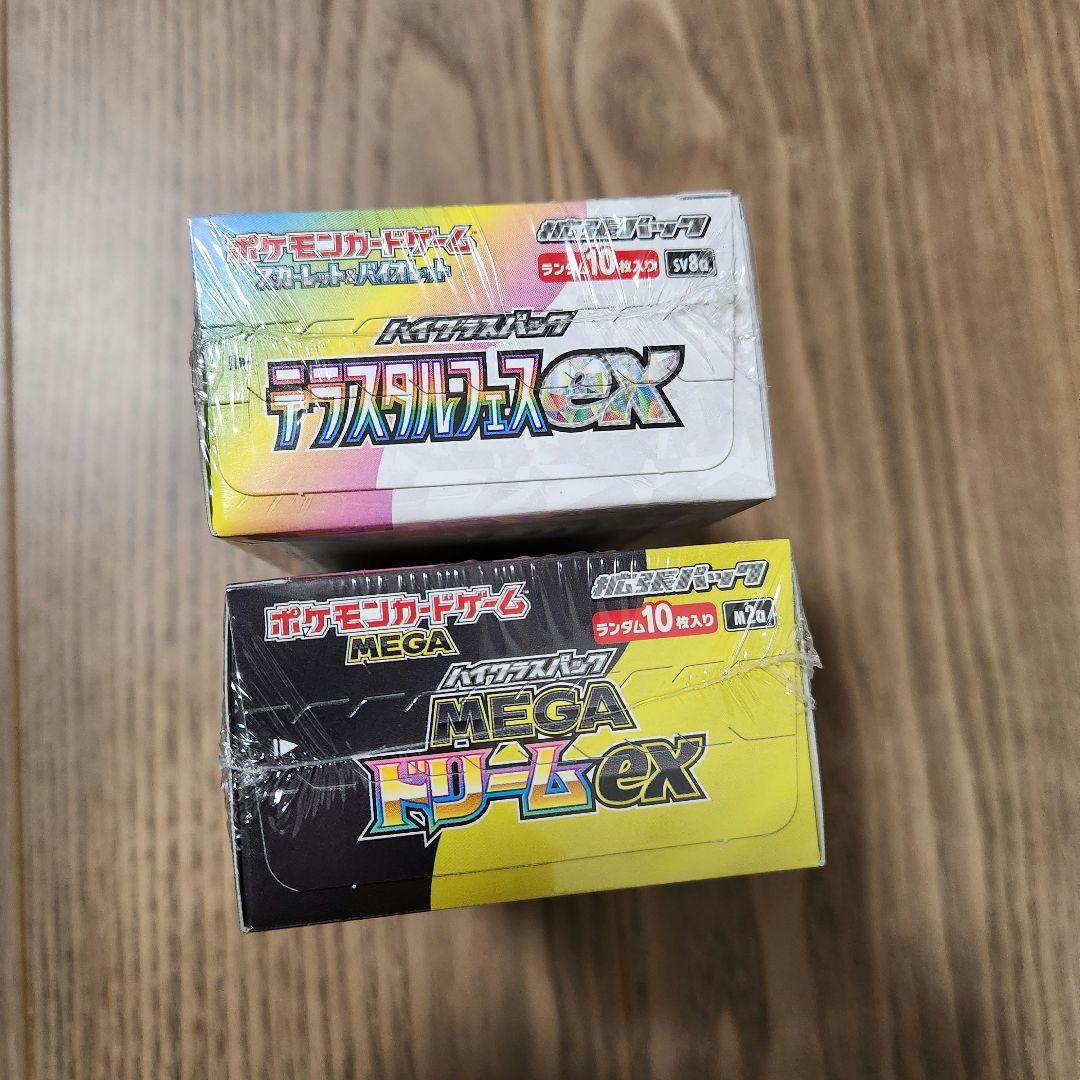 ポケモンカードゲーム
スカーレット&バイオレット
拡張パック
ランダム10枚入り SV8a
ハイクラスパック
テラスタルフェスex
ポケモンカードゲーム
MEGA
拡張パック
ランダム10枚入り M2a
ハイクラスパック
MEGA
ドリームex